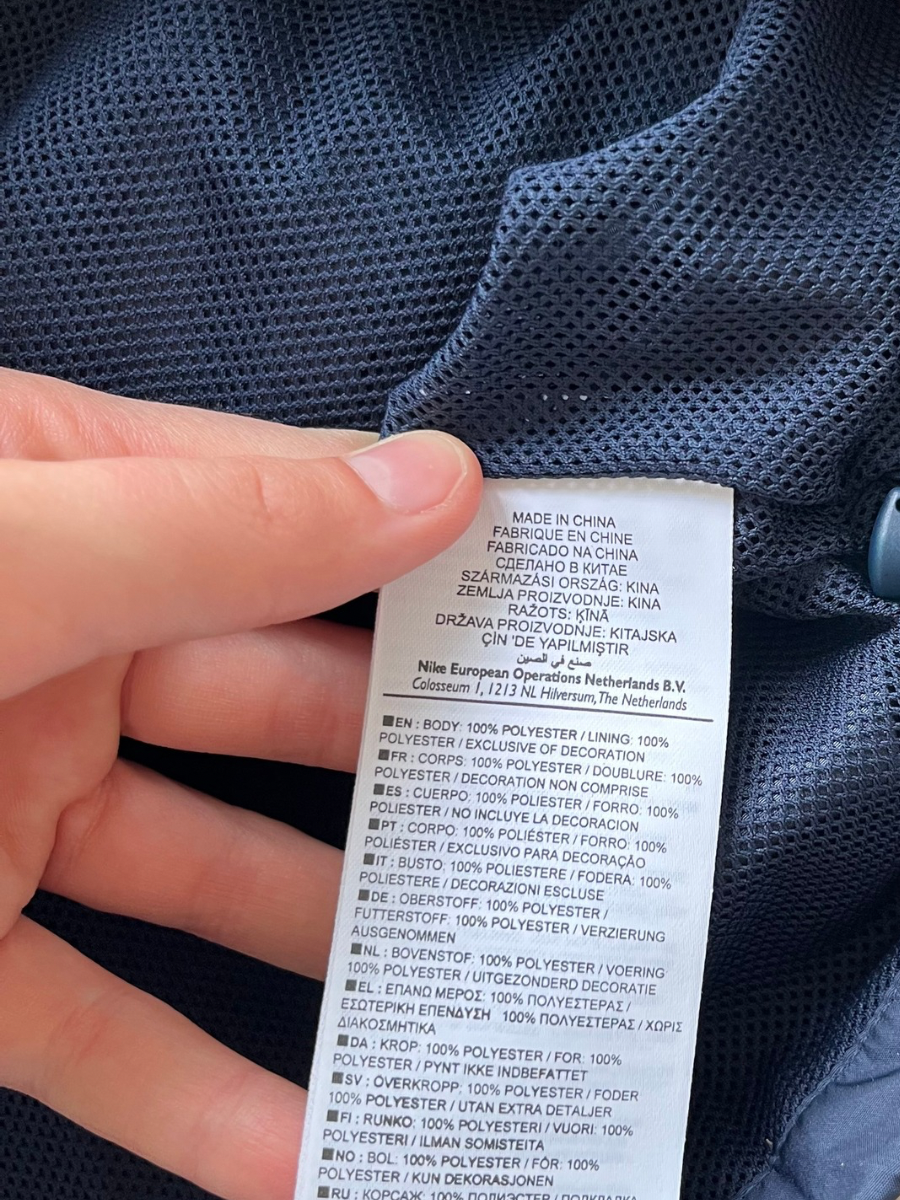 MADE IN CHINA
FABRIQUE EN CHINE
FABRICADO NA CHINA
СДЕЛАНО В КИТАЕ
SZÁRMAZÁSI ORSZÁG: KINA
ZEMLJA PROIZVODNJE: KINA
RAŽOTS: ĶĪNĀ
DRŽAVA PROIZVODNJE: KITAJSKA
ÇİN 'DE YAPILMIŞTIR
صنع في الصين
Nike European Operations Netherlands B.V.
Colosseum 1, 1213 NL Hilversum, The Netherlands
EN : BODY: 100% POLYESTER / LINING: 100%
POLYESTER / EXCLUSIVE OF DECORATION
FR : CORPS: 100% POLYESTER / DOUBLURE: 100%
POLYESTER / DECORATION NON COMPRISE
ES : CUERPO: 100% POLIESTER / FORRO: 100%
POLIESTER / NO INCLUYE LA DECORACION
PT : CORPO: 100% POLIÉSTER / FORRO: 100%
POLIÉSTER / EXCLUSIVO PARA DECORAÇÃO
IT : BUSTO: 100% POLIESTERE / FODERA: 100%
POLIESTERE / DECORAZIONI ESCLUSE
DE : OBERSTOFF: 100% POLYESTER /
FUTTERSTOFF: 100% POLYESTER / VERZIERUNG
AUSGENOMMEN
NL : BOVENSTOF: 100% POLYESTER / VOERING
100% POLYESTER / UITGEZONDERD DECORATIE
EL : ΕΠΑΝΩ ΜΕΡΟΣ: 100% ΠΟΛΥΕΣΤΕΡΑΣ /
ΕΣΩΤΕΡΙΚΗ ΕΠΕΝΔΥΣΗ 100% ΠΟΛΥΕΣΤΕΡΑΣ / ΧΩΡΙΣ
ΔΙΑΚΟΣΜΗΤΙΚΑ
DA : KROP: 100% POLYESTER / FOR: 100%
POLYESTER / PYNT IKKE INDBEFATTET
SV : ÖVERKROPP: 100% POLYESTER / FODER
100% POLYESTER / UTAN EXTRA DETALJER
FI : RUNKO: 100% POLYESTERI / VUORI: 100%
POLYESTERI / ILMAN SOMISTEITA
NO : BOL: 100% POLYESTER / FÔR: 100%
POLYESTER / KUN DEKORASJONEN
RU : КОРСАЖ: 100% ПОЛИЭСТЕР / ПОДКЛАДКА